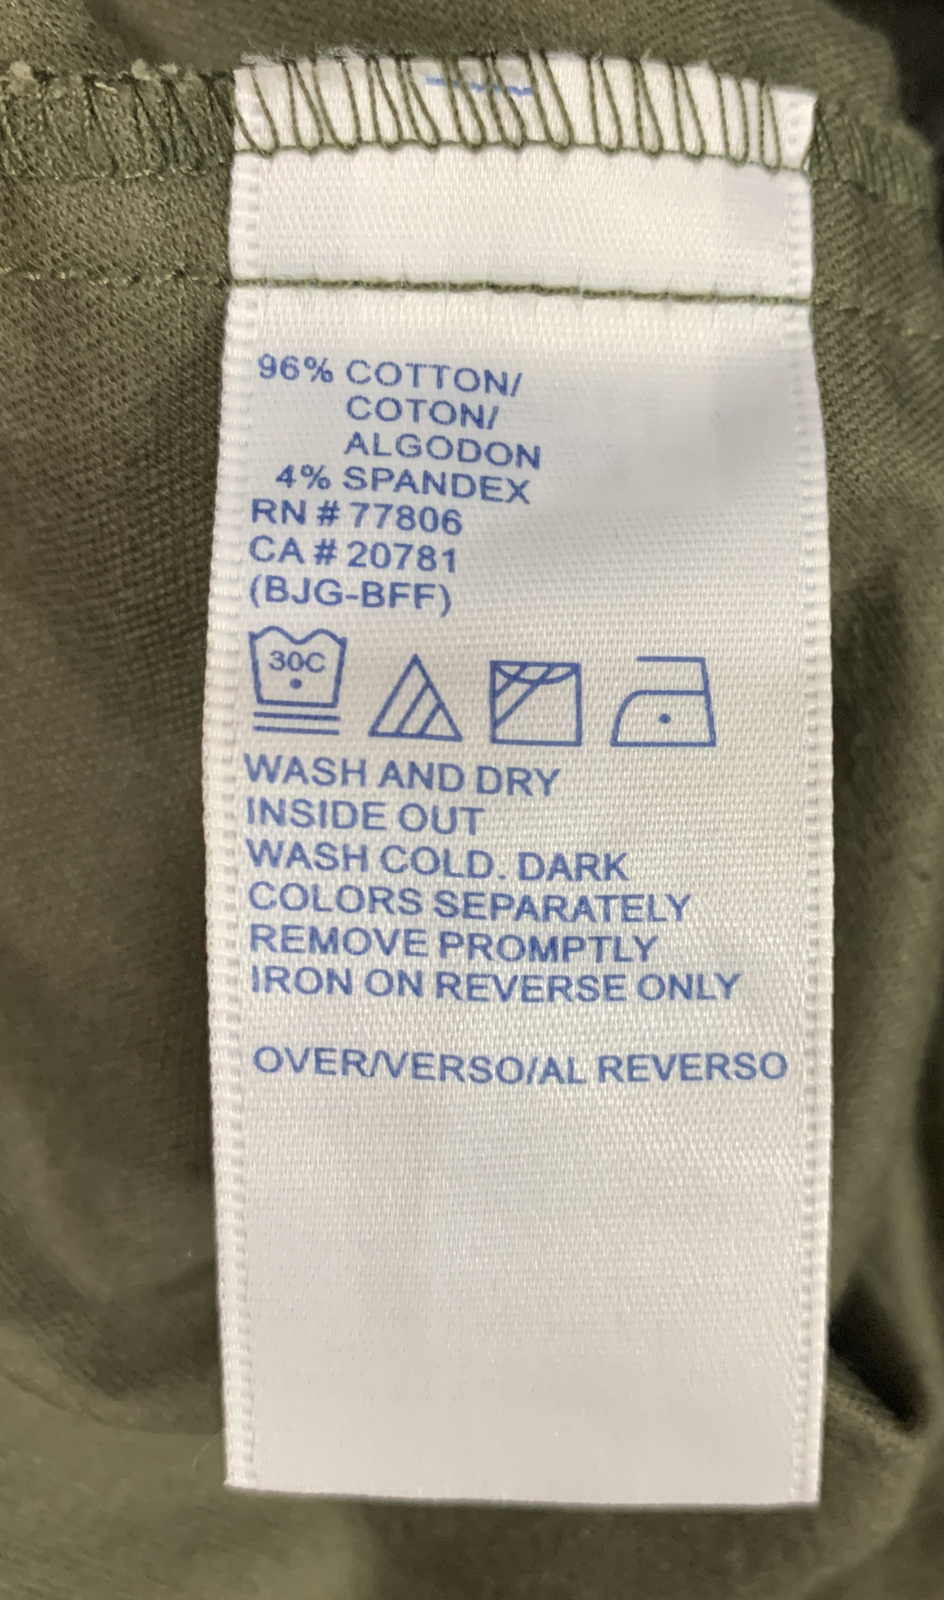 96% COTTON/
COTON/
ALGODON
4% SPANDEX
RN # 77806
CA # 20781
(BJG-BFF)
30C
WASH AND DRY
INSIDE OUT
WASH COLD. DARK
COLORS SEPARATELY
REMOVE PROMPTLY
IRON ON REVERSE ONLY
OVER/VERSO/AL REVERSO